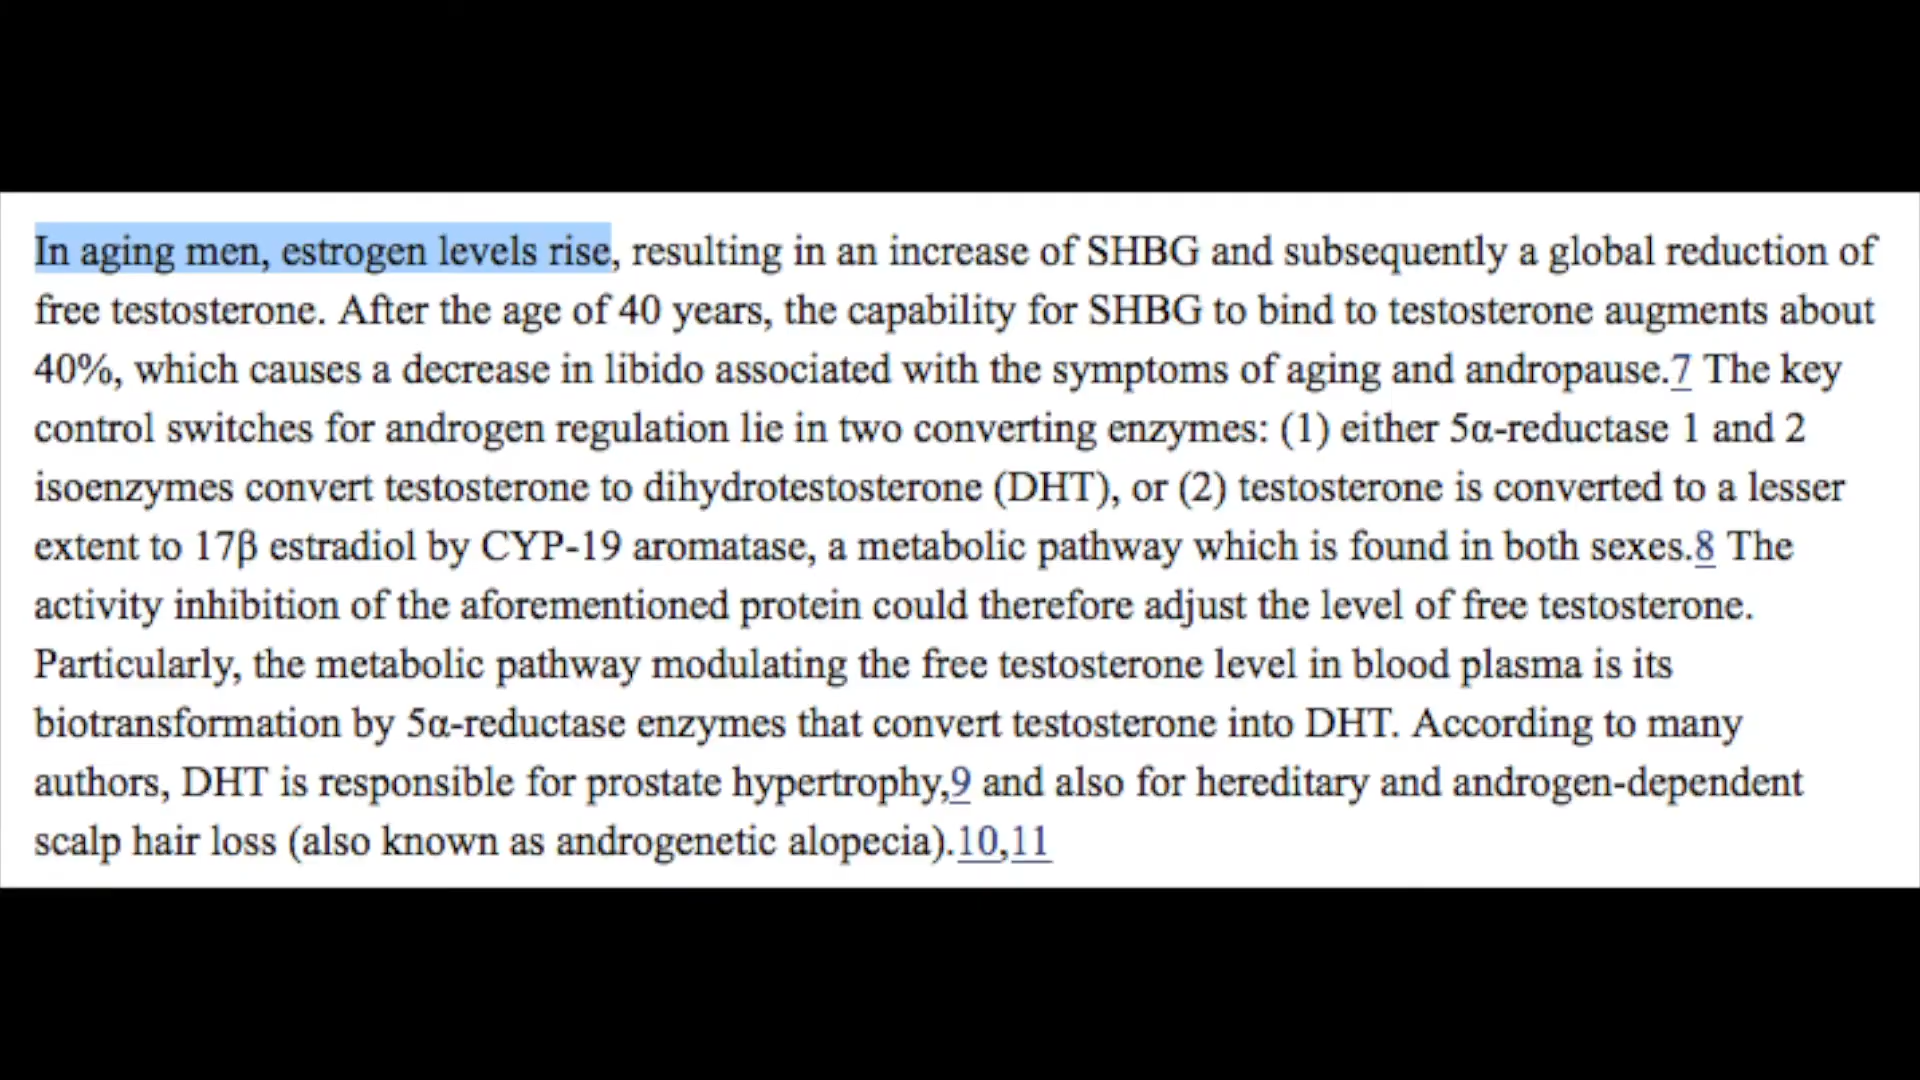 In aging men, estrogen levels rise, resulting in an increase of SHBG and subsequently a global reduction of
free testosterone. After the age of 40 years, the capability for SHBG to bind to testosterone augments about
40%, which causes a decrease in libido associated with the symptoms of aging and andropause.7 The key
control switches for androgen regulation lie in two converting enzymes: (1) either 5α-reductase 1 and 2
isoenzymes convert testosterone to dihydrotestosterone (DHT), or (2) testosterone is converted to a lesser
extent to 17β estradiol by CYP-19 aromatase, a metabolic pathway which is found in both sexes.8 The
activity inhibition of the aforementioned protein could therefore adjust the level of free testosterone.
Particularly, the metabolic pathway modulating the free testosterone level in blood plasma is its
biotransformation by 5α-reductase enzymes that convert testosterone into DHT. According to many
authors, DHT is responsible for prostate hypertrophy,9 and also for hereditary and androgen-dependent
scalp hair loss (also known as androgenetic alopecia).10,11